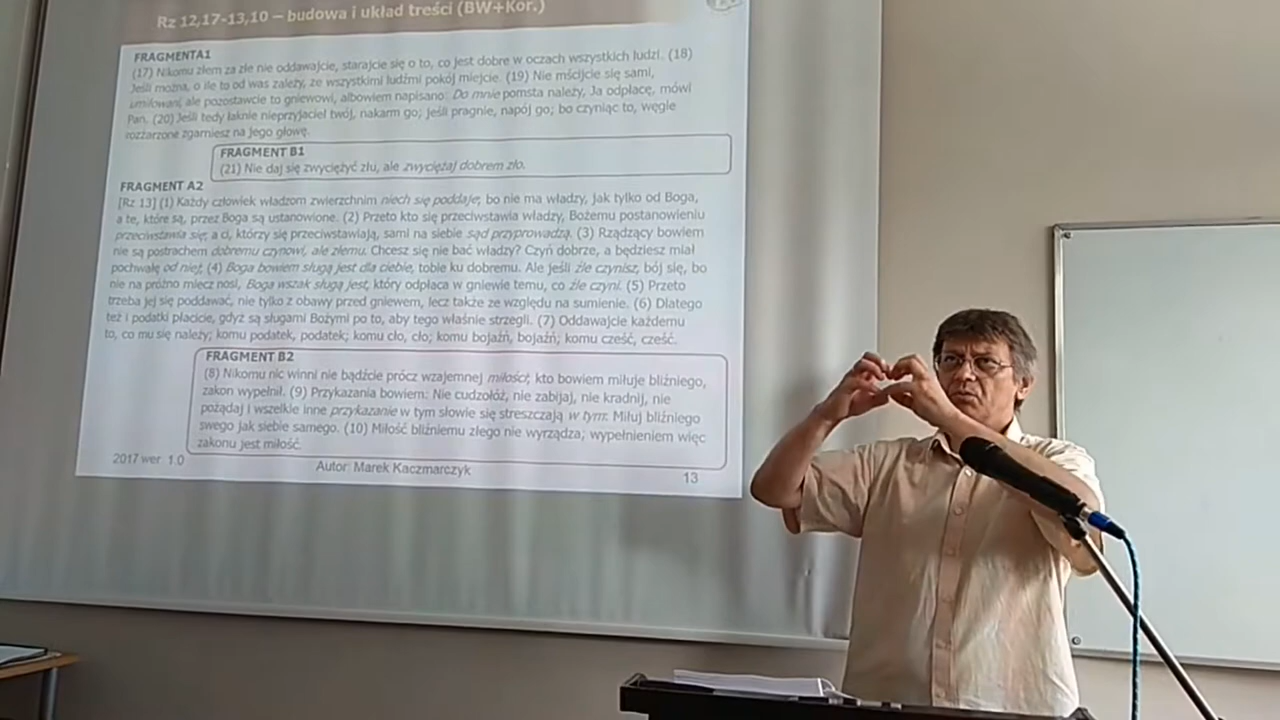 Rz 12,17-13,10 – budowa i układ treści (BW+Kor.)
FRAGMENTA1
(17) Nikomu złem za złe nie oddawajcie, starajcie się o to, co jest dobre w oczach wszystkich ludzi. (18)
Jeśli można, o ile to od was zależy, ze wszystkimi ludźmi pokój miejcie. (19) Nie mścijcie się sami,
umiłowani, ale pozostawcie to gniewowi, albowiem napisano: Do mnie pomsta należy, Ja odpłacę, mówi
Pan. (20) Jeśli tedy łaknie nieprzyjaciel twój, nakarm go; jeśli pragnie, napój go; bo czyniąc to, węgle
rozżarzone zgarniesz na jego głowę.
FRAGMENT B1
(21) Nie daj się zwyciężyć złu, ale zwyciężaj dobrem zło.
FRAGMENT A2
[Rz 13] (1) Każdy człowiek władzom zwierzchnim niech się poddaje; bo nie ma władzy, jak tylko od Boga,
a te, które są, przez Boga są ustanowione. (2) Przeto kto się przeciwstawia władzy, Bożemu postanowieniu
przeciwstawia się; a ci, którzy się przeciwstawiają, sami na siebie sąd przyprowadzą. (3) Rządzący bowiem
nie są postrachem dobremu czynowi, ale złemu. Chcesz się nie bać władzy? Czyń dobrze, a będziesz miał
pochwałę od niej; (4) Boga bowiem sługą jest dla ciebie, tobie ku dobremu. Ale jeśli źle czynisz, bój się, bo
nie na próżno miecz nosi, Boga wszak sługą jest, który odpłaca w gniewie temu, co źle czyni. (5) Przeto
trzeba jej się poddawać, nie tylko z obawy przed gniewem, lecz także ze względu na sumienie. (6) Dlatego
też i podatki płacicie, gdyż są sługami Bożymi po to, aby tego właśnie strzegli. (7) Oddawajcie każdemu
to, co mu się należy; komu podatek, podatek; komu cło, cło; komu bojaźń, bojaźń; komu cześć, cześć.
FRAGMENT B2
(8) Nikomu nic winni nie bądźcie prócz wzajemnej miłości; kto bowiem miłuje bliźniego,
zakon wypełnił. (9) Przykazania bowiem: Nie cudzołóż, nie zabijaj, nie kradnij, nie
pożądaj i wszelkie inne przykazanie w tym słowie się streszczają w tym: Miłuj bliźniego
swego jak siebie samego. (10) Miłość bliźniemu złego nie wyrządza; wypełnieniem więc
zakonu jest miłość.
2017 wer. 1.0
Autor: Marek Kaczmarczyk
13